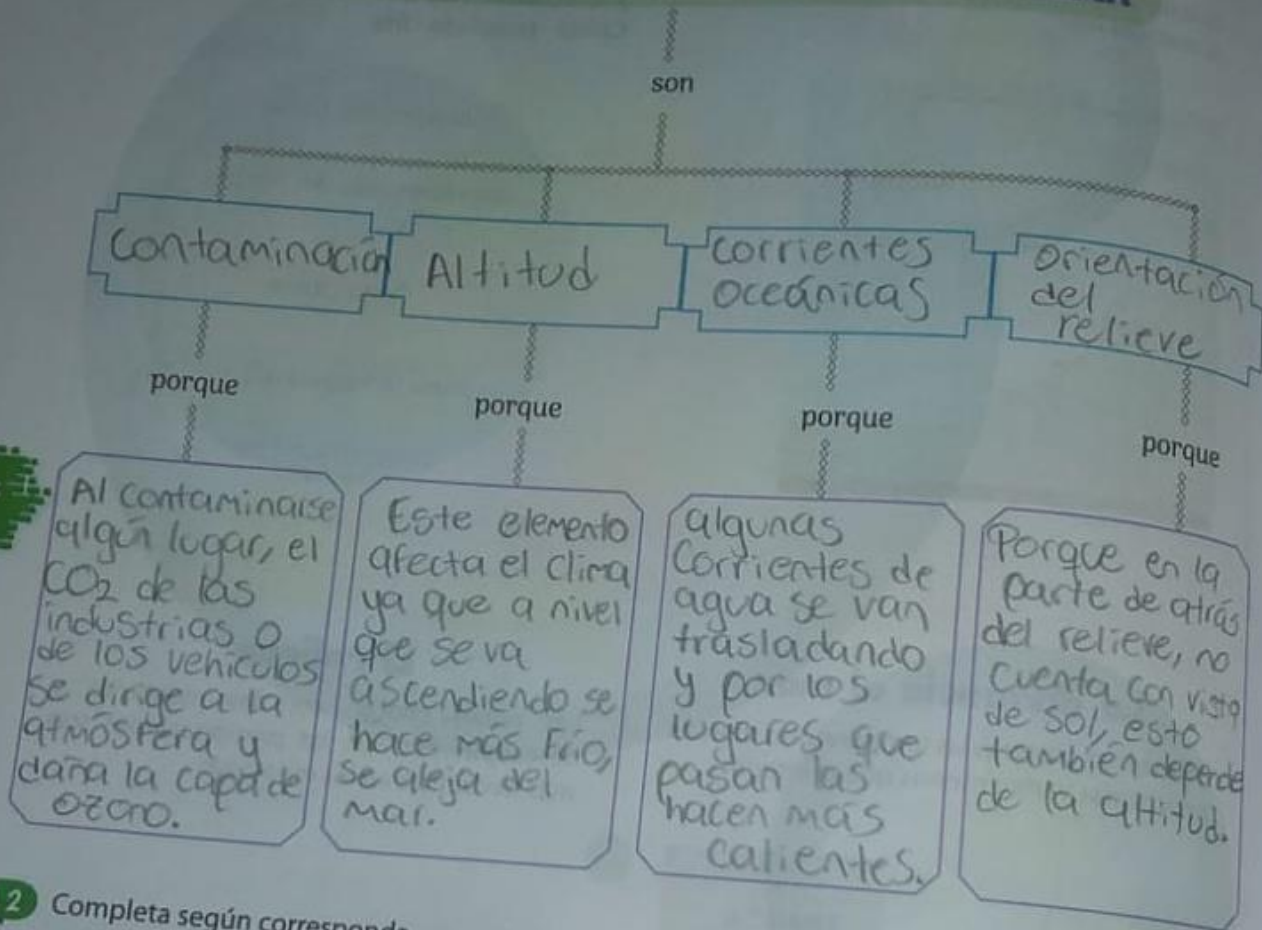 son
Contaminación
Altitud
corrientes
oceánicas
Orientación
del
relieve
porque
porque
porque
porque
Al contaminarse
algún lugar, el
CO2 de las
industrias o
de los vehículos
se dirige a la
atmósfera y
daña la capa de
ozono.
Este elemento
afecta el clima
ya que a nivel
que se va
ascendiendo se
hace más frío,
se aleja del
mar.
algunas
Corrientes de
agua se van
trasladando
y por los
lugares que
pasan las
hacen más
calientes.
Porque en la
parte de atrás
del relieve, no
cuenta con vista
de sol, esto
también depende
de la altitud.
2 Completa según